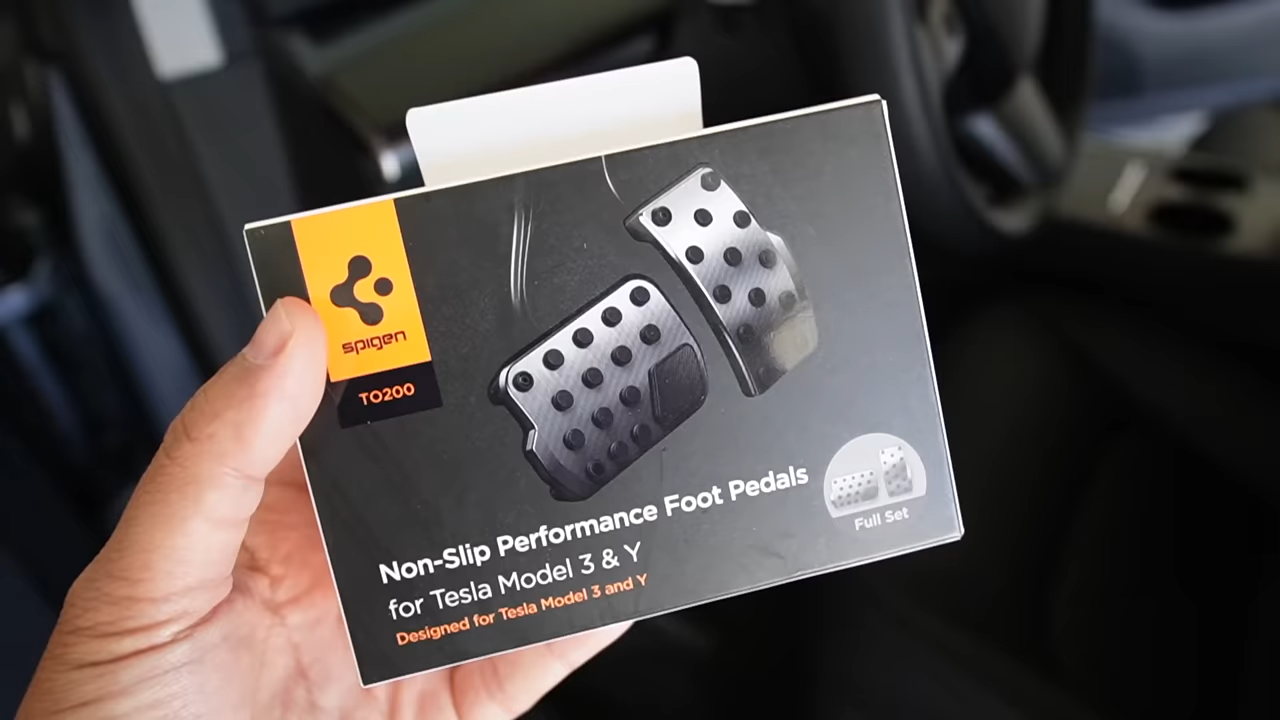 spigen
TO200
Non-Slip Performance Foot Pedals
for Tesla Model 3 & Y
Designed for Tesla Model 3 and Y
Full Set